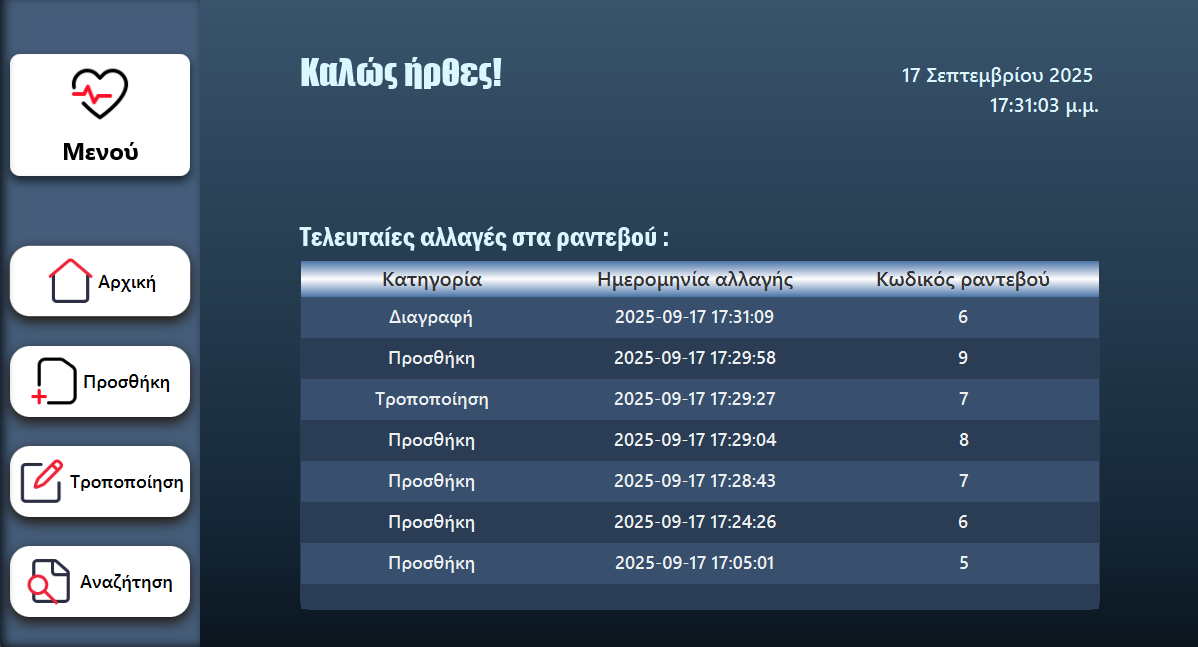 Μενού
Αρχική
Προσθήκη
Τροποποίηση
Αναζήτηση
Καλώς ήρθες!
17 Σεπτεμβρίου 2025
17:31:03 μ.μ.
Τελευταίες αλλαγές στα ραντεβού :
Κατηγορία Ημερομηνία αλλαγής Κωδικός ραντεβού
Διαγραφή 2025-09-17 17:31:09 6
Προσθήκη 2025-09-17 17:29:58 9
Τροποποίηση 2025-09-17 17:29:27 7
Προσθήκη 2025-09-17 17:29:04 8
Προσθήκη 2025-09-17 17:28:43 7
Προσθήκη 2025-09-17 17:24:26 6
Προσθήκη 2025-09-17 17:05:01 5